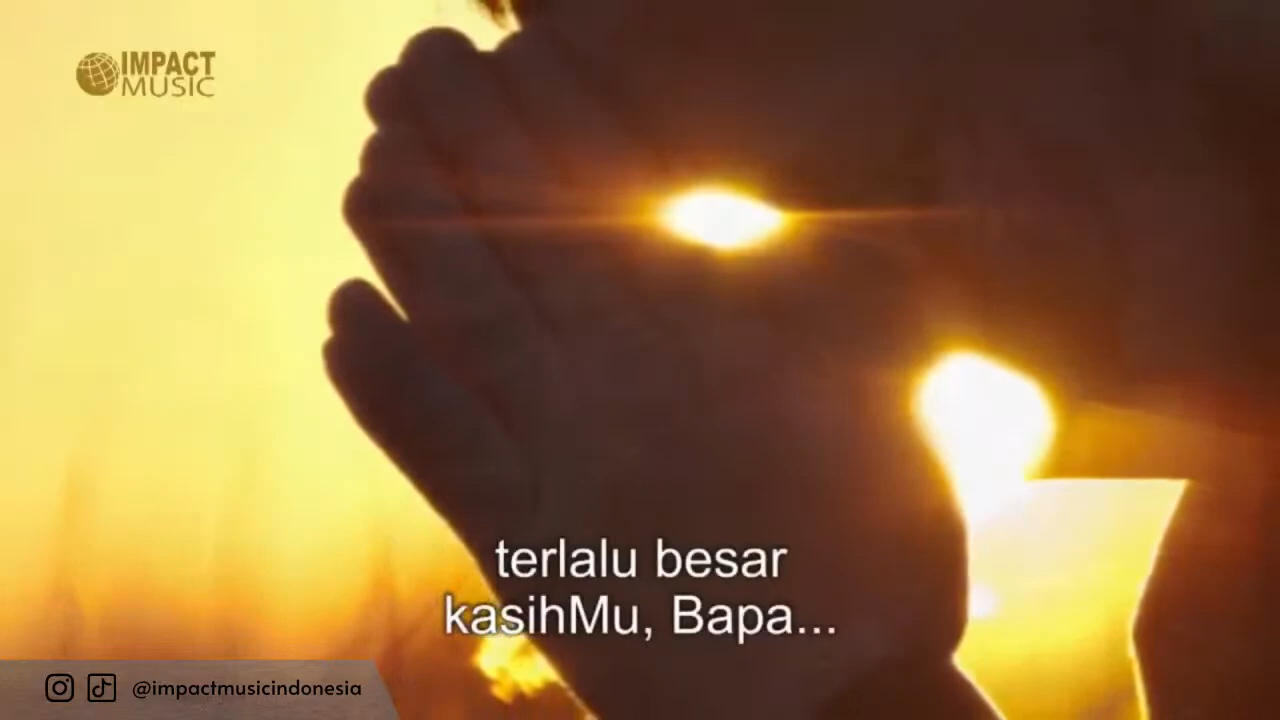 IMPACT
MUSIC
terlalu besar
kasihMu, Bapa...
@impactmusicindonesia